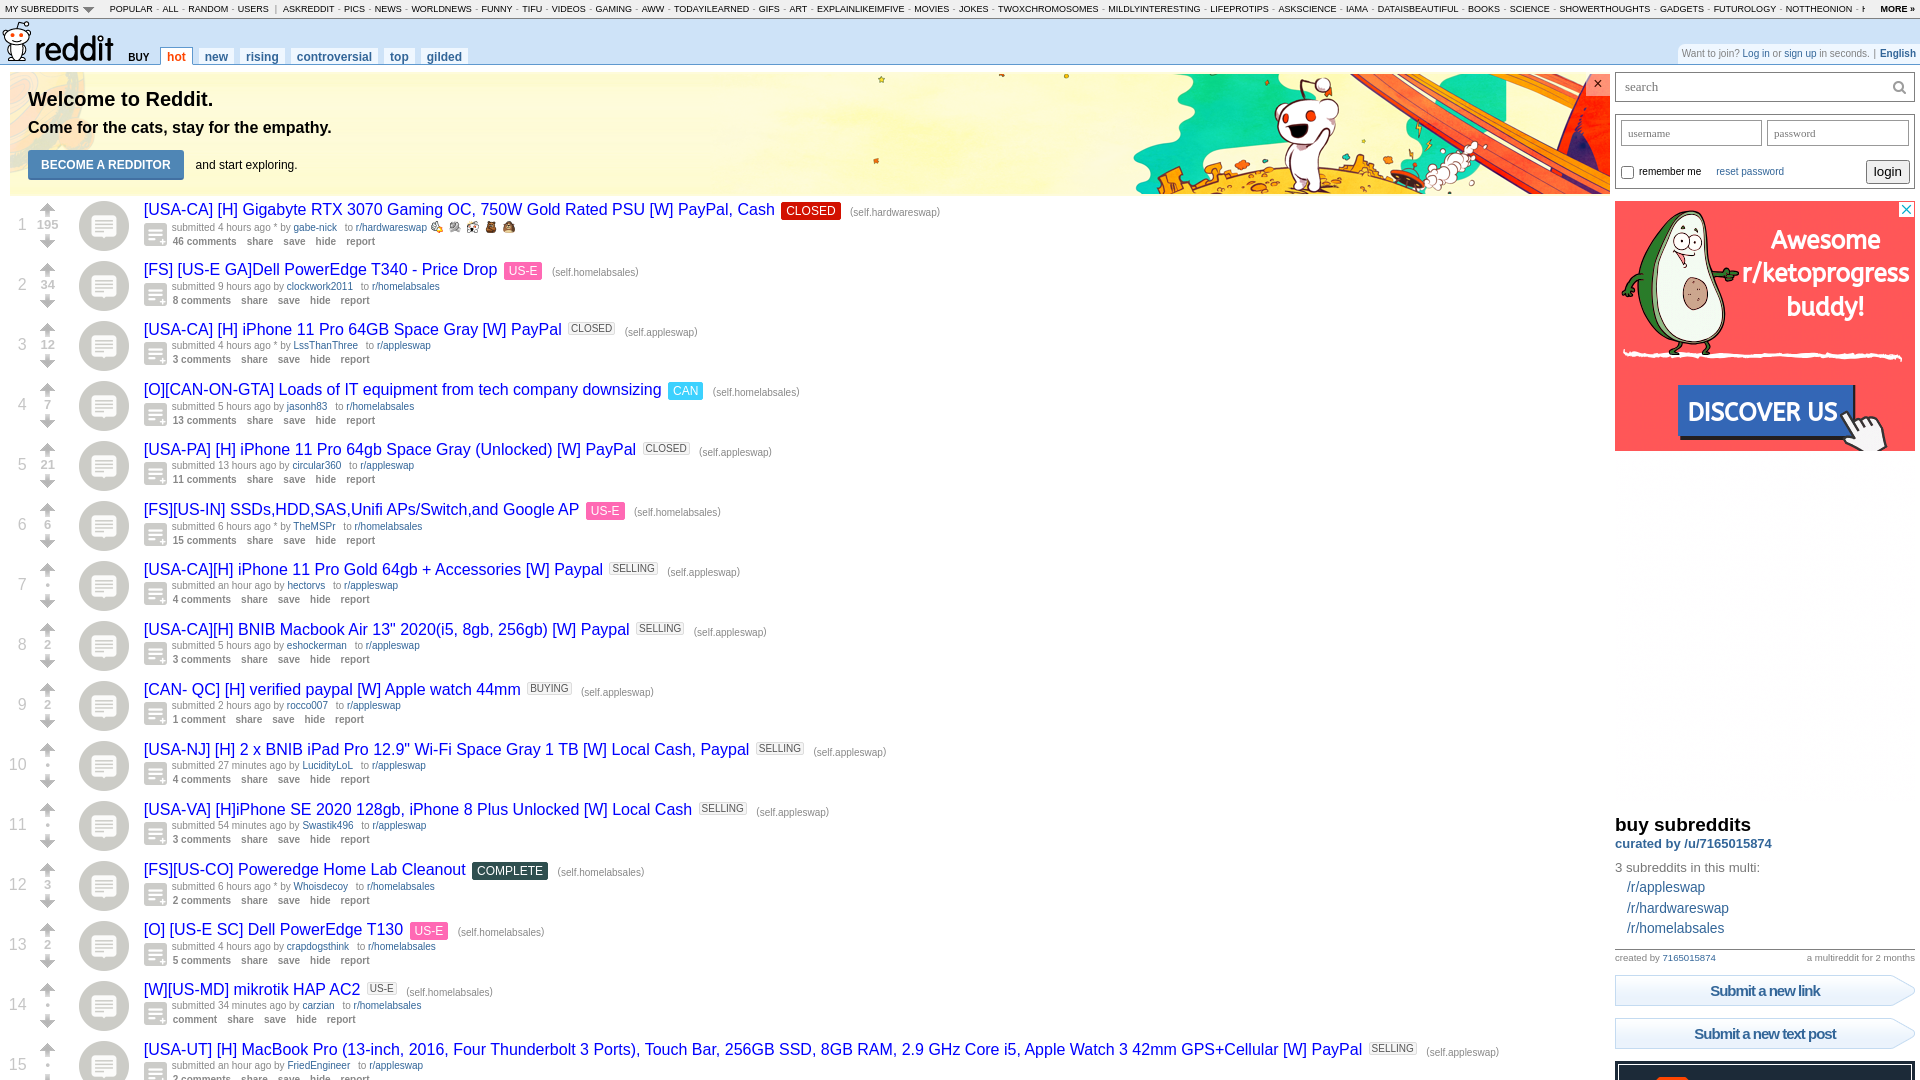 MY SUBREDDITS POPULAR - ALL - RANDOM - USERS | ASKREDDIT - PICS - NEWS - WORLDNEWS - FUNNY - TIFU - VIDEOS - GAMING - AWW - TODAYILEARNED - GIFS - ART - EXPLAINLIKEIMFIVE - MOVIES - JOKES - TWOXCHROMOSOMES - MILDLYINTERESTING - LIFEPROTIPS - ASKSCIENCE - IAMA - DATAISBEAUTIFUL - BOOKS - SCIENCE - SHOWERTHOUGHTS - GADGETS - FUTUROLOGY - NOTTHEONION - MORE »
reddit BUY hot new rising controversial top gilded
Want to join? Log in or sign up in seconds. | English
Welcome to Reddit.
Come for the cats, stay for the empathy.
BECOME A REDDITOR and start exploring.
×
1 195 [USA-CA] [H] Gigabyte RTX 3070 Gaming OC, 750W Gold Rated PSU [W] PayPal, Cash CLOSED (self.hardwareswap)
submitted 4 hours ago * by gabe-nick to r/hardwareswap
46 comments share save hide report
2 34 [FS] [US-E GA]Dell PowerEdge T340 - Price Drop US-E (self.homelabsales)
submitted 9 hours ago by clockwork2011 to r/homelabsales
8 comments share save hide report
3 12 [USA-CA] [H] iPhone 11 Pro 64GB Space Gray [W] PayPal CLOSED (self.appleswap)
submitted 4 hours ago * by LssThanThree to r/appleswap
3 comments share save hide report
4 7 [O][CAN-ON-GTA] Loads of IT equipment from tech company downsizing CAN (self.homelabsales)
submitted 5 hours ago by jasonh83 to r/homelabsales
13 comments share save hide report
5 21 [USA-PA] [H] iPhone 11 Pro 64gb Space Gray (Unlocked) [W] PayPal CLOSED (self.appleswap)
submitted 13 hours ago by circular360 to r/appleswap
11 comments share save hide report
6 6 [FS][US-IN] SSDs,HDD,SAS,Unifi APs/Switch,and Google AP US-E (self.homelabsales)
submitted 6 hours ago * by TheMSPr to r/homelabsales
15 comments share save hide report
7 • [USA-CA][H] iPhone 11 Pro Gold 64gb + Accessories [W] Paypal SELLING (self.appleswap)
submitted an hour ago by hectorvs to r/appleswap
4 comments share save hide report
8 2 [USA-CA][H] BNIB Macbook Air 13" 2020(i5, 8gb, 256gb) [W] Paypal SELLING (self.appleswap)
submitted 5 hours ago by eshockerman to r/appleswap
3 comments share save hide report
9 2 [CAN- QC] [H] verified paypal [W] Apple watch 44mm BUYING (self.appleswap)
submitted 2 hours ago by rocco007 to r/appleswap
1 comment share save hide report
10 • [USA-NJ] [H] 2 x BNIB iPad Pro 12.9" Wi-Fi Space Gray 1 TB [W] Local Cash, Paypal SELLING (self.appleswap)
submitted 27 minutes ago by LucidityLoL to r/appleswap
4 comments share save hide report
11 • [USA-VA] [H]iPhone SE 2020 128gb, iPhone 8 Plus Unlocked [W] Local Cash SELLING (self.appleswap)
submitted 54 minutes ago by Swastik496 to r/appleswap
3 comments share save hide report
12 3 [FS][US-CO] Poweredge Home Lab Cleanout COMPLETE (self.homelabsales)
submitted 6 hours ago * by Whoisdecoy to r/homelabsales
2 comments share save hide report
13 2 [O] [US-E SC] Dell PowerEdge T130 US-E (self.homelabsales)
submitted 4 hours ago by crapdogsthink to r/homelabsales
5 comments share save hide report
14 • [W][US-MD] mikrotik HAP AC2 US-E (self.homelabsales)
submitted 34 minutes ago by carzian to r/homelabsales
comment share save hide report
15 • [USA-UT] [H] MacBook Pro (13-inch, 2016, Four Thunderbolt 3 Ports), Touch Bar, 256GB SSD, 8GB RAM, 2.9 GHz Core i5, Apple Watch 3 42mm GPS+Cellular [W] PayPal SELLING (self.appleswap)
submitted an hour ago by FriedEngineer to r/appleswap
2 comments share save hide report
search
username password
remember me reset password login
Awesome
r/ketoprogress
buddy!
DISCOVER US
buy subreddits
curated by /u/7165015874
3 subreddits in this multi:
/r/appleswap
/r/hardwareswap
/r/homelabsales
created by 7165015874 a multireddit for 2 months
Submit a new link
Submit a new text post